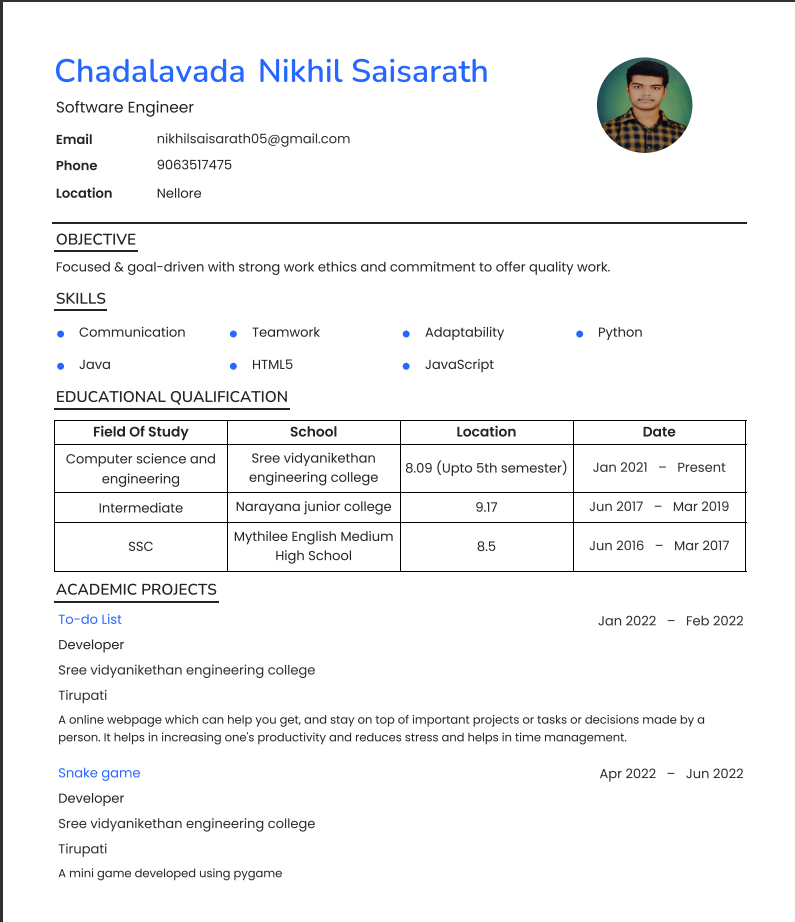 Chadalavada Nikhil Saisarath
Software Engineer
Email nikhilsaisarath05@gmail.com
Phone 9063517475
Location Nellore
OBJECTIVE
Focused & goal-driven with strong work ethics and commitment to offer quality work.
SKILLS
Communication Teamwork Adaptability Python
Java HTML5 JavaScript
EDUCATIONAL QUALIFICATION
Field Of Study School Location Date
Computer science and engineering Sree vidyanikethan engineering college 8.09 (Upto 5th semester) Jan 2021 – Present
Intermediate Narayana junior college 9.17 Jun 2017 – Mar 2019
SSC Mythilee English Medium High School 8.5 Jun 2016 – Mar 2017
ACADEMIC PROJECTS
To-do List Jan 2022 – Feb 2022
Developer
Sree vidyanikethan engineering college
Tirupati
A online webpage which can help you get, and stay on top of important projects or tasks or decisions made by a
person. It helps in increasing one's productivity and reduces stress and helps in time management.
Snake game Apr 2022 – Jun 2022
Developer
Sree vidyanikethan engineering college
Tirupati
A mini game developed using pygame